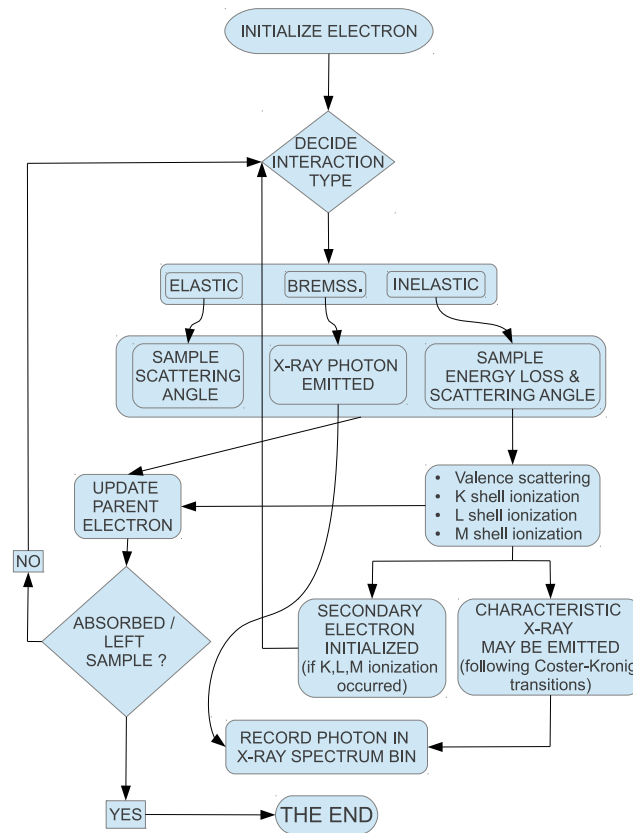 INITIALIZE ELECTRON
DECIDE
INTERACTION
TYPE
ELASTIC
BREMSS.
INELASTIC
SAMPLE
SCATTERING
ANGLE
X-RAY PHOTON
EMITTED
SAMPLE
ENERGY LOSS &
SCATTERING ANGLE
UPDATE
PARENT
ELECTRON
• Valence scattering
• K shell ionization
• L shell ionization
• M shell ionization
NO
ABSORBED /
LEFT
SAMPLE ?
SECONDARY
ELECTRON
INITIALIZED
(if K,L,M ionization
occurred)
CHARACTERISTIC
X-RAY
MAY BE EMITTED
(following Coster-Kronig
transitions)
RECORD PHOTON IN
X-RAY SPECTRUM BIN
YES
THE END